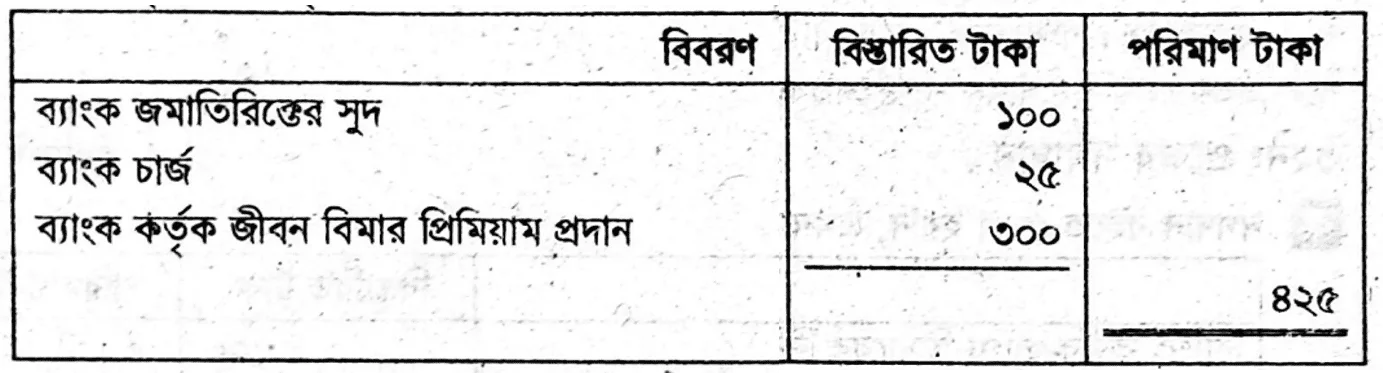 বিবরণ বিস্তারিত টাকা পরিমাণ টাকা
ব্যাংক জমাতিরিক্তের সুদ ১০০
ব্যাংক চার্জ ২৫
ব্যাংক কর্তৃক জীবন বিমার প্রিমিয়াম প্রদান ৩০০
৪২৫